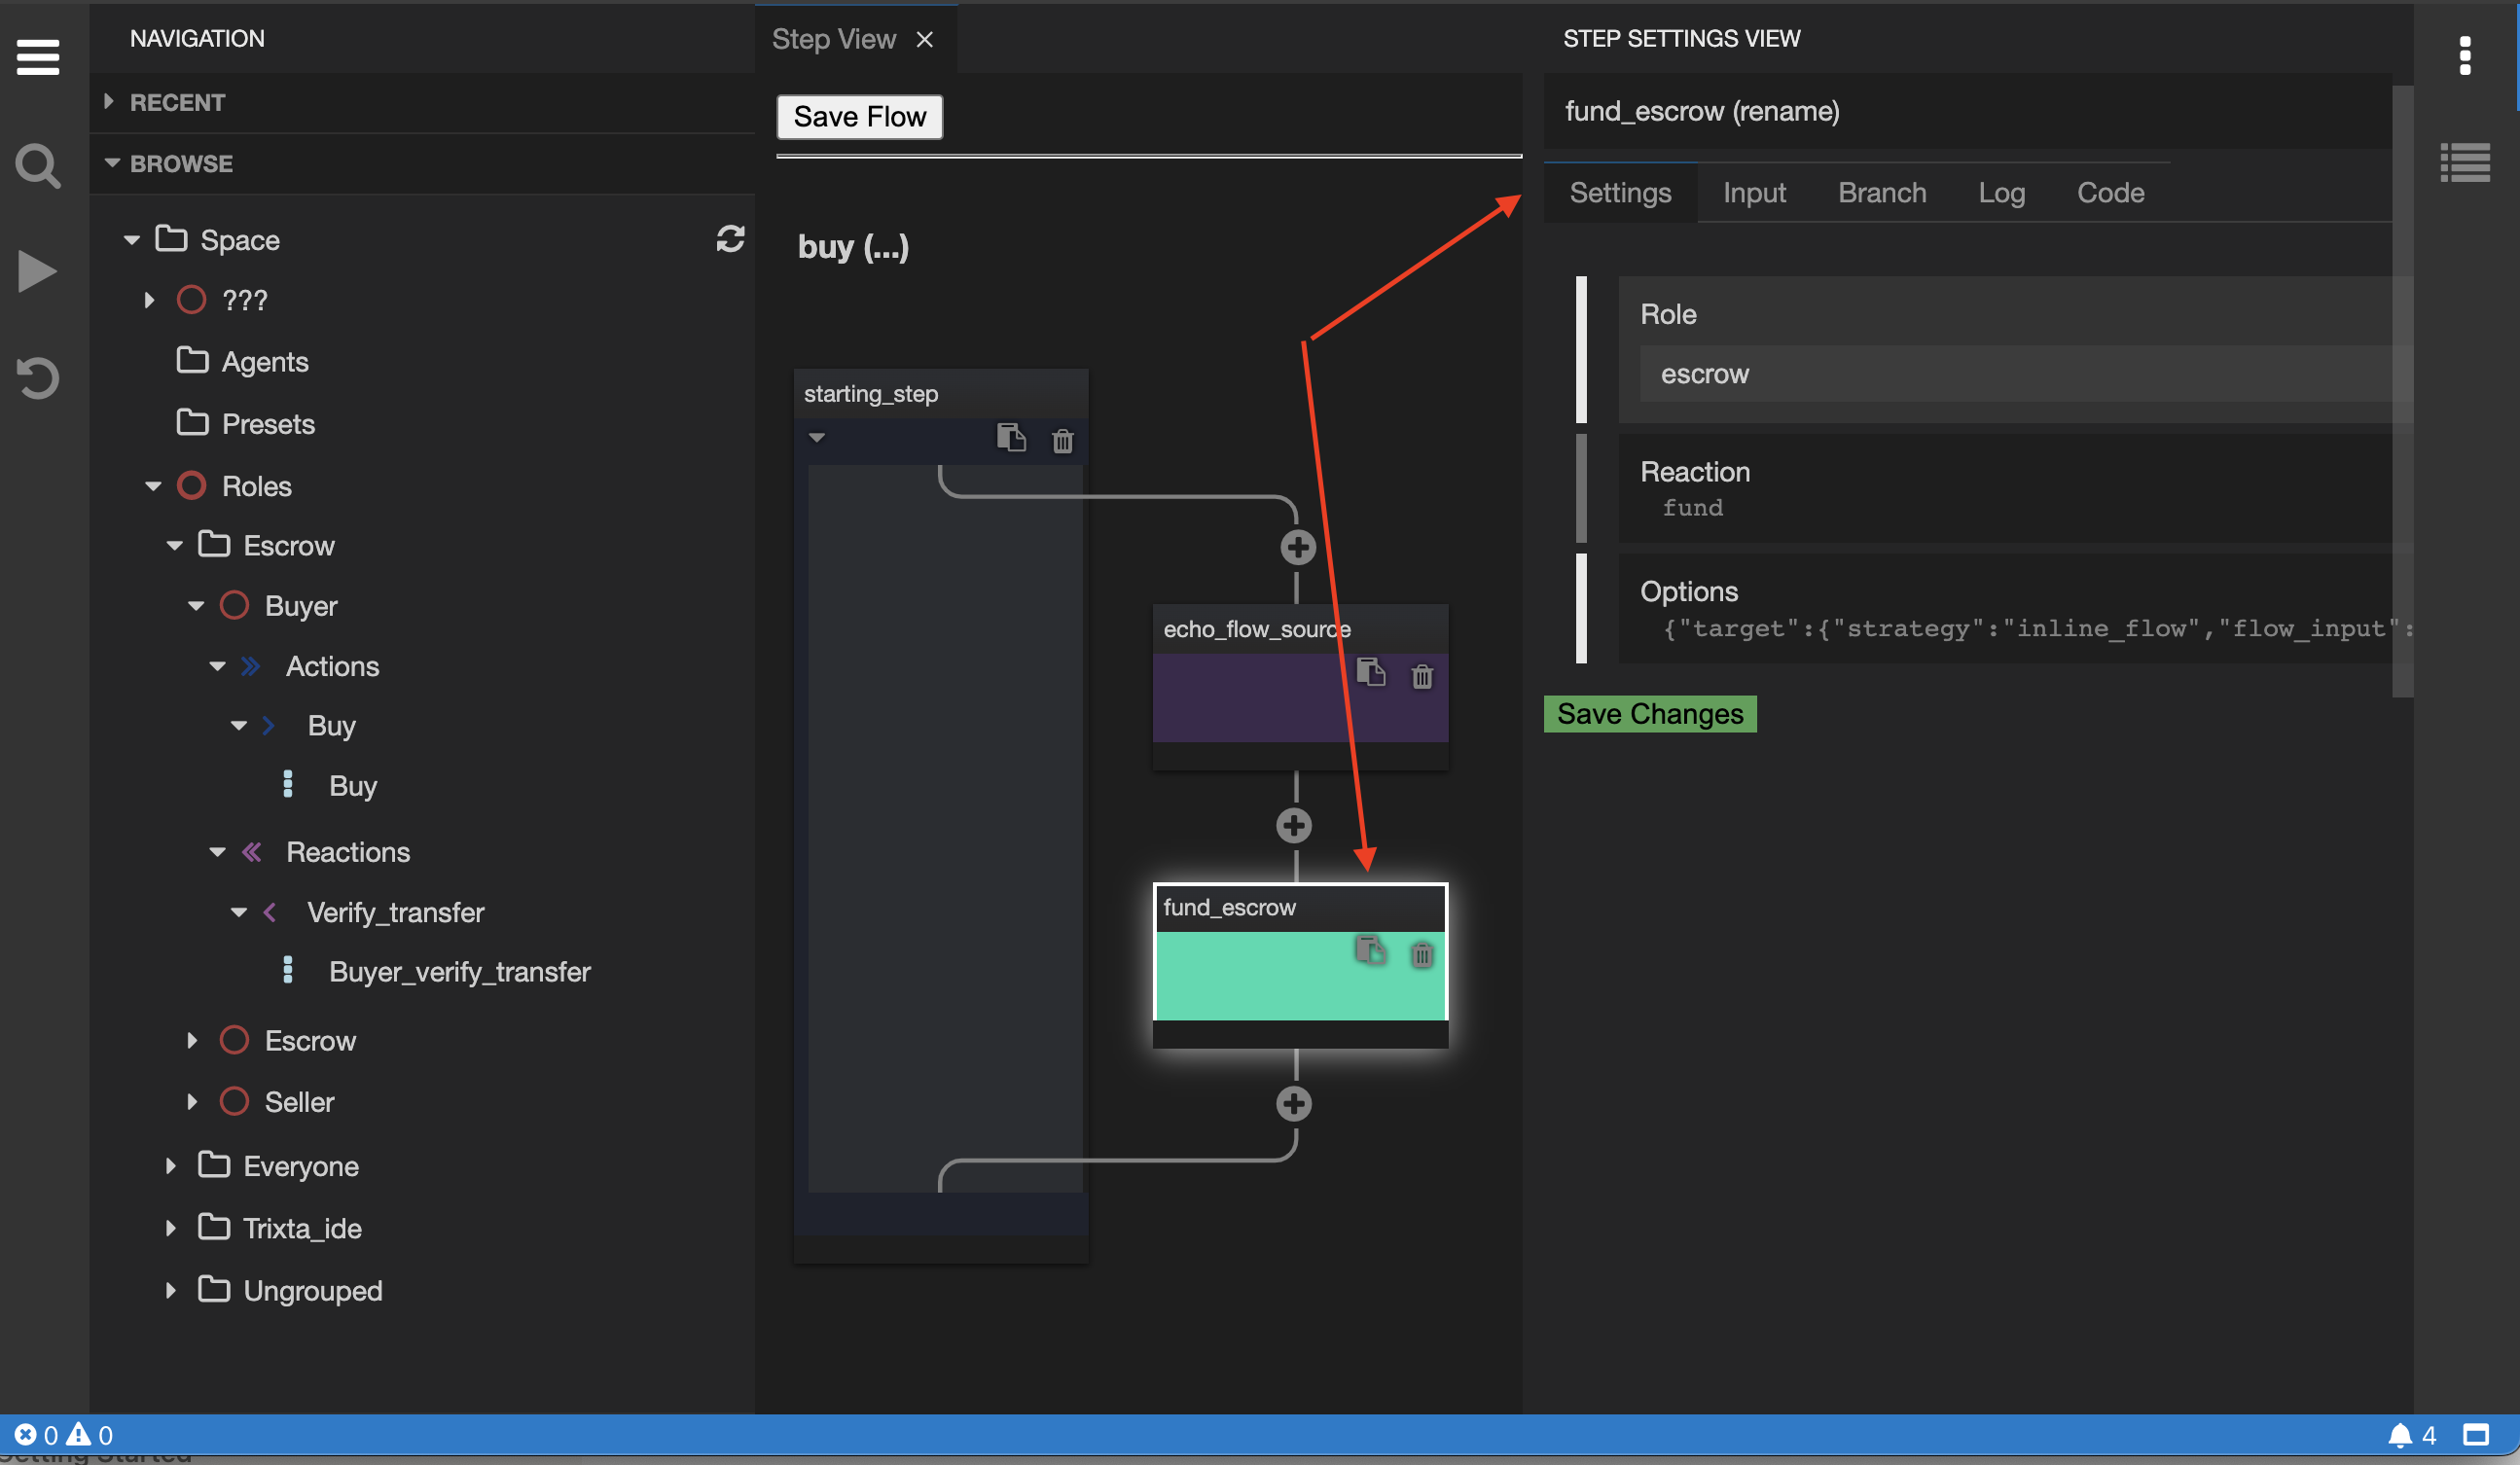 NAVIGATION
RECENT
BROWSE
Space
???
Agents
Presets
Roles
Escrow
Buyer
Actions
Buy
Buy
Reactions
Verify_transfer
Buyer_verify_transfer
Escrow
Seller
Everyone
Trixta_ide
Ungrouped
Step View
Save Flow
buy (...)
starting_step
echo_flow_source
fund_escrow
STEP SETTINGS VIEW
fund_escrow (rename)
Settings Input Branch Log Code
Role
escrow
Reaction
fund
Options
{"target":{"strategy":"inline_flow","flow_input":
Save Changes
0 0
4
Getting Started